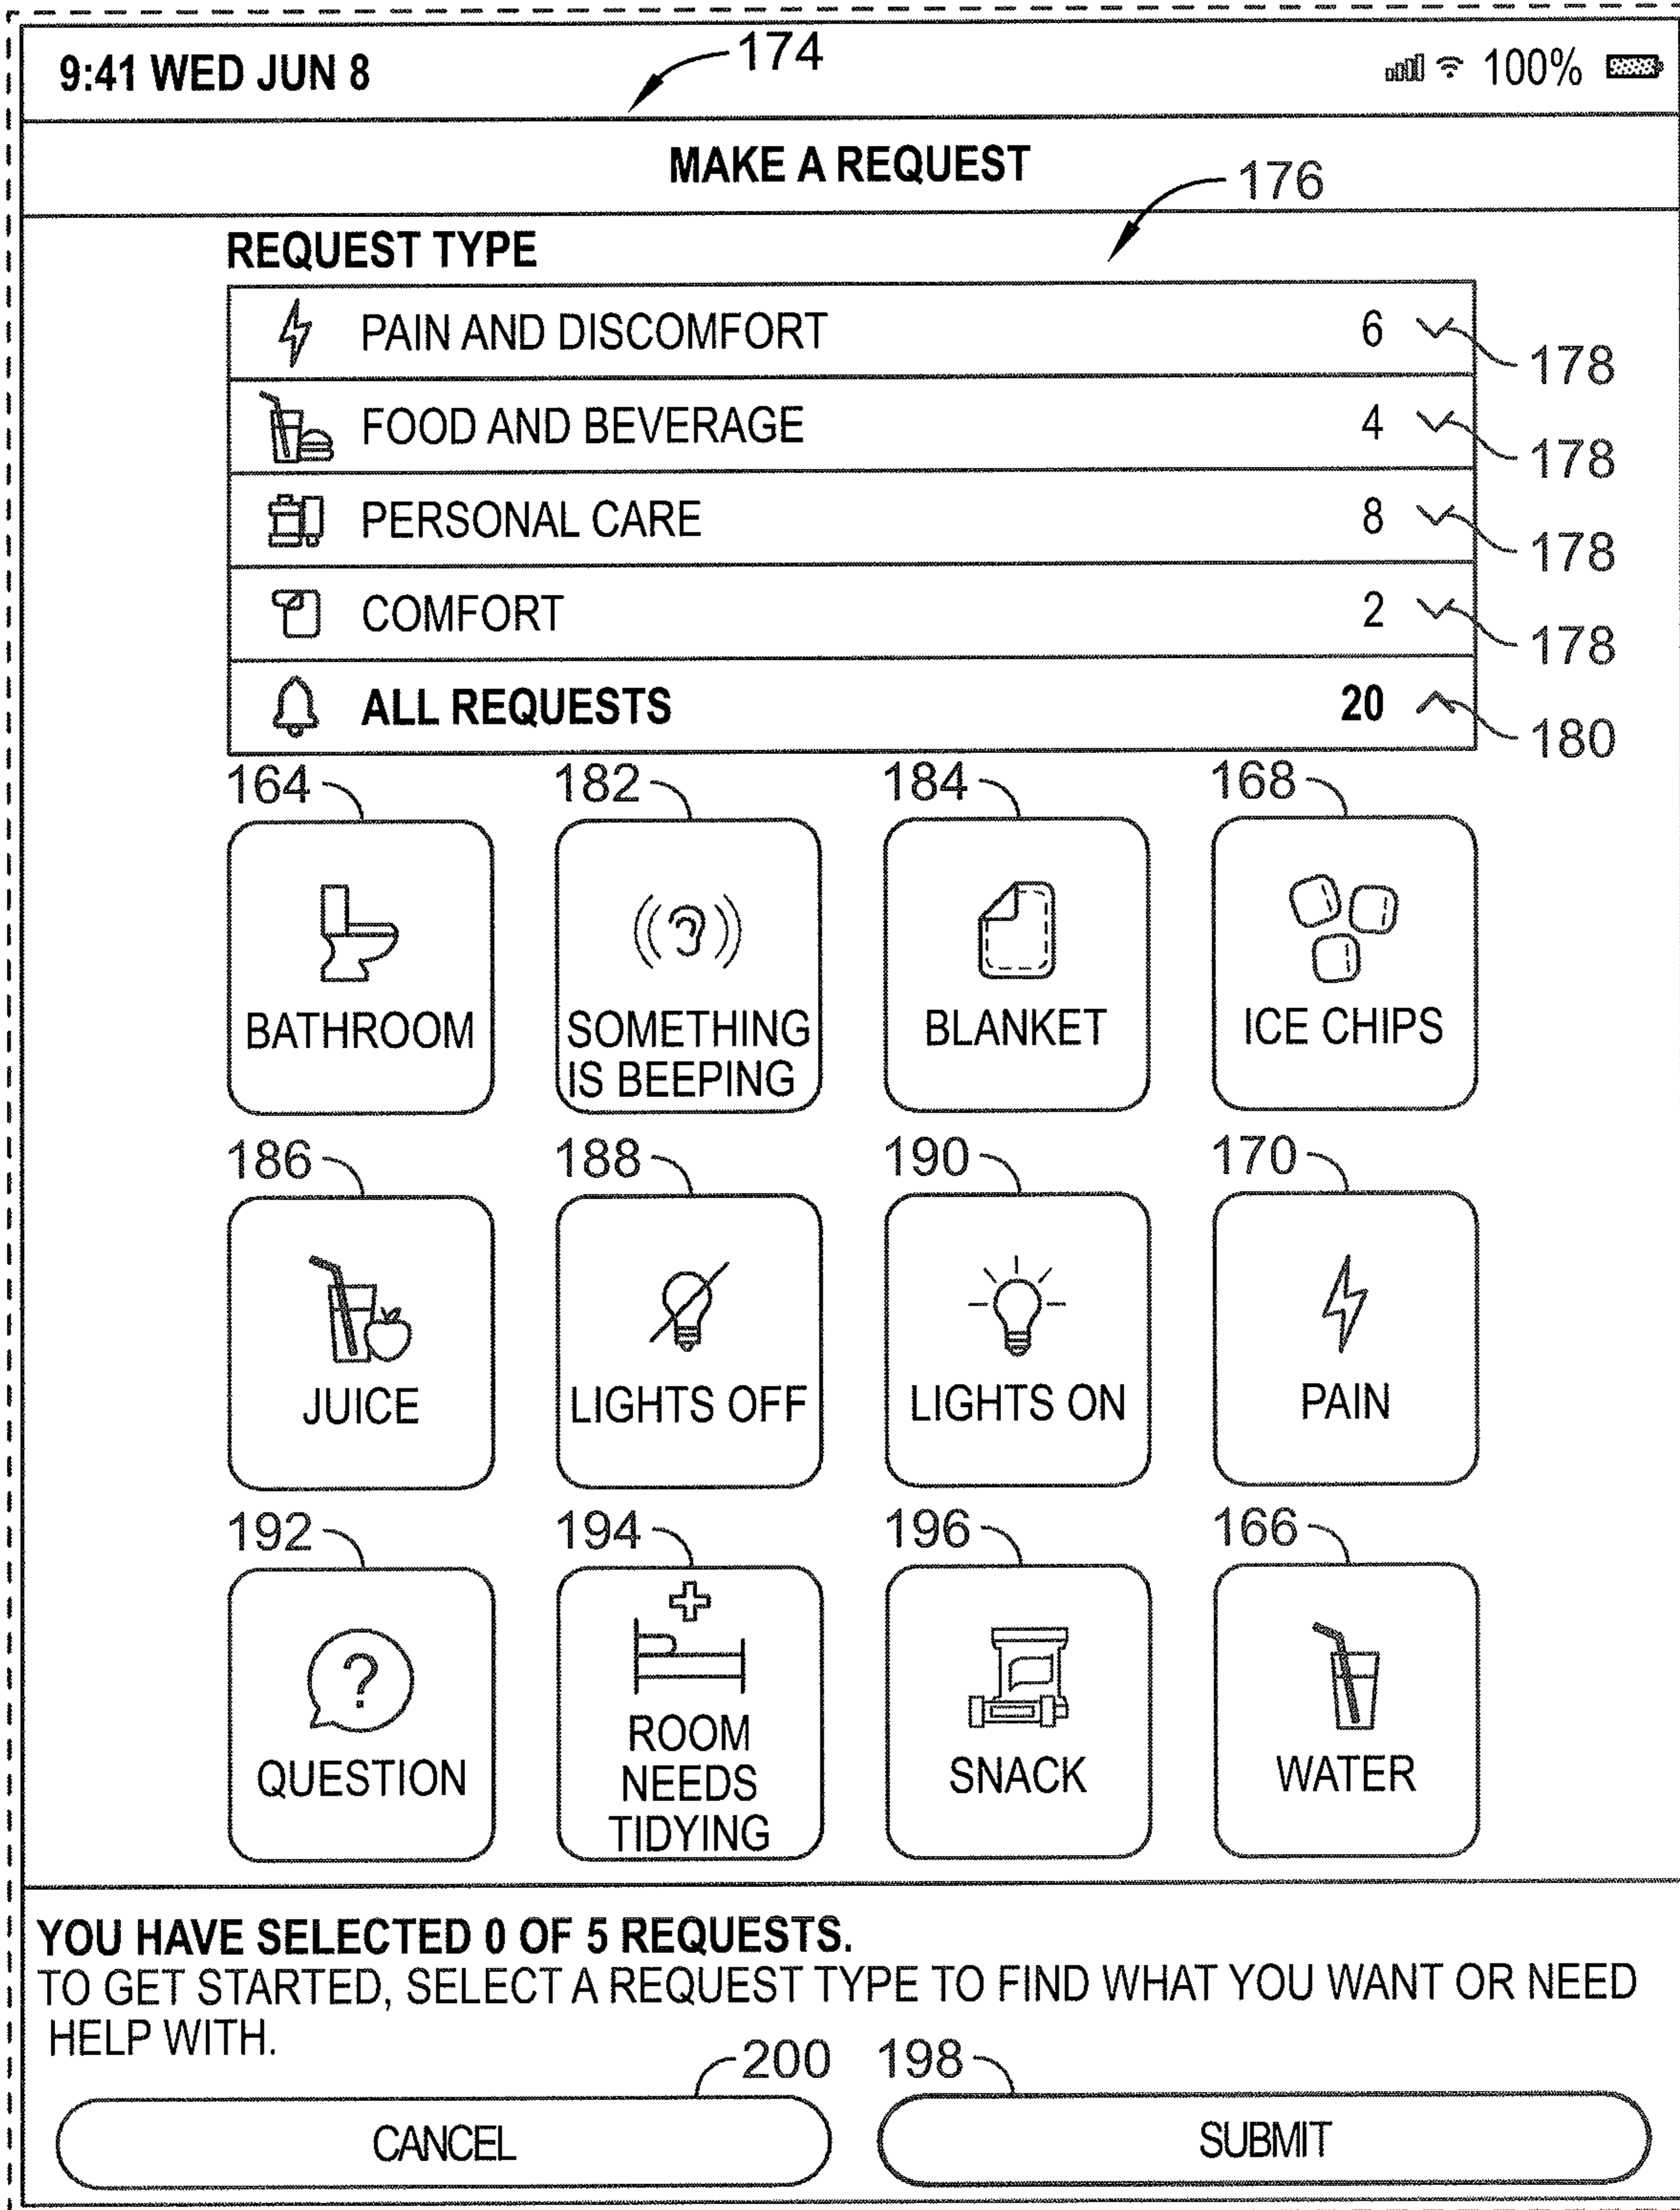 9:41 WED JUN 8
174
100%
MAKE A REQUEST
176
REQUEST TYPE
PAIN AND DISCOMFORT 6
178
FOOD AND BEVERAGE 4
178
PERSONAL CARE 8
178
COMFORT 2
178
ALL REQUESTS 20
180
164 182 184 168
BATHROOM
SOMETHING
IS BEEPING
BLANKET
ICE CHIPS
186 188 190 170
JUICE
LIGHTS OFF
LIGHTS ON
PAIN
192 194 196 166
?
QUESTION
ROOM
NEEDS
TIDYING
SNACK
WATER
YOU HAVE SELECTED 0 OF 5 REQUESTS.
TO GET STARTED, SELECT A REQUEST TYPE TO FIND WHAT YOU WANT OR NEED
HELP WITH.
200 198
CANCEL
SUBMIT